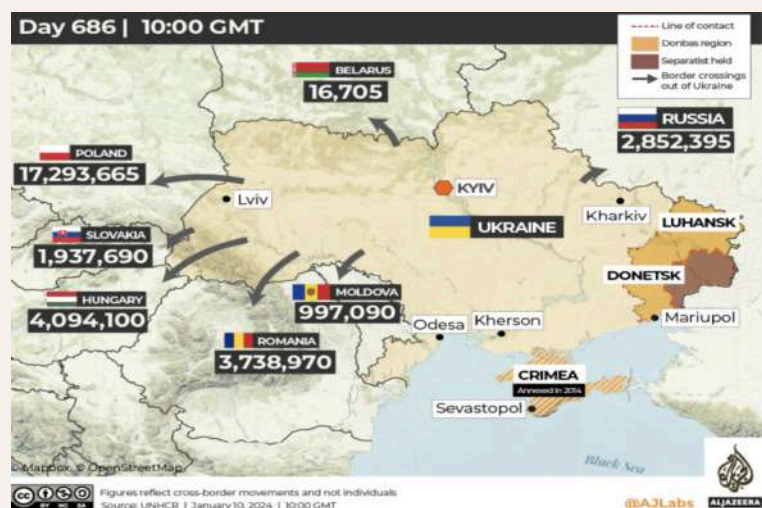 Day 686 | 10:00 GMT
Line of contact
Donbas region
Separatist held
Border crossings
out of Ukraine
BELARUS
16,705
RUSSIA
2,852,395
POLAND
17,293,665
Lviv
KYIV
Kharkiv
UKRAINE
LUHANSK
SLOVAKIA
1,937,690
DONETSK
HUNGARY
4,094,100
MOLDOVA
997,090
Mariupol
ROMANIA
3,738,970
Odesa
Kherson
CRIMEA
Annexed in 2014
Sevastopol
Black Sea
© Mapbox, © OpenStreetMap
CC BY NC SA
Figures reflect cross-border movements and not individuals
Source: UNHCR | January 10, 2024 | 10:00 GMT
@AJLabs
ALJAZEERA